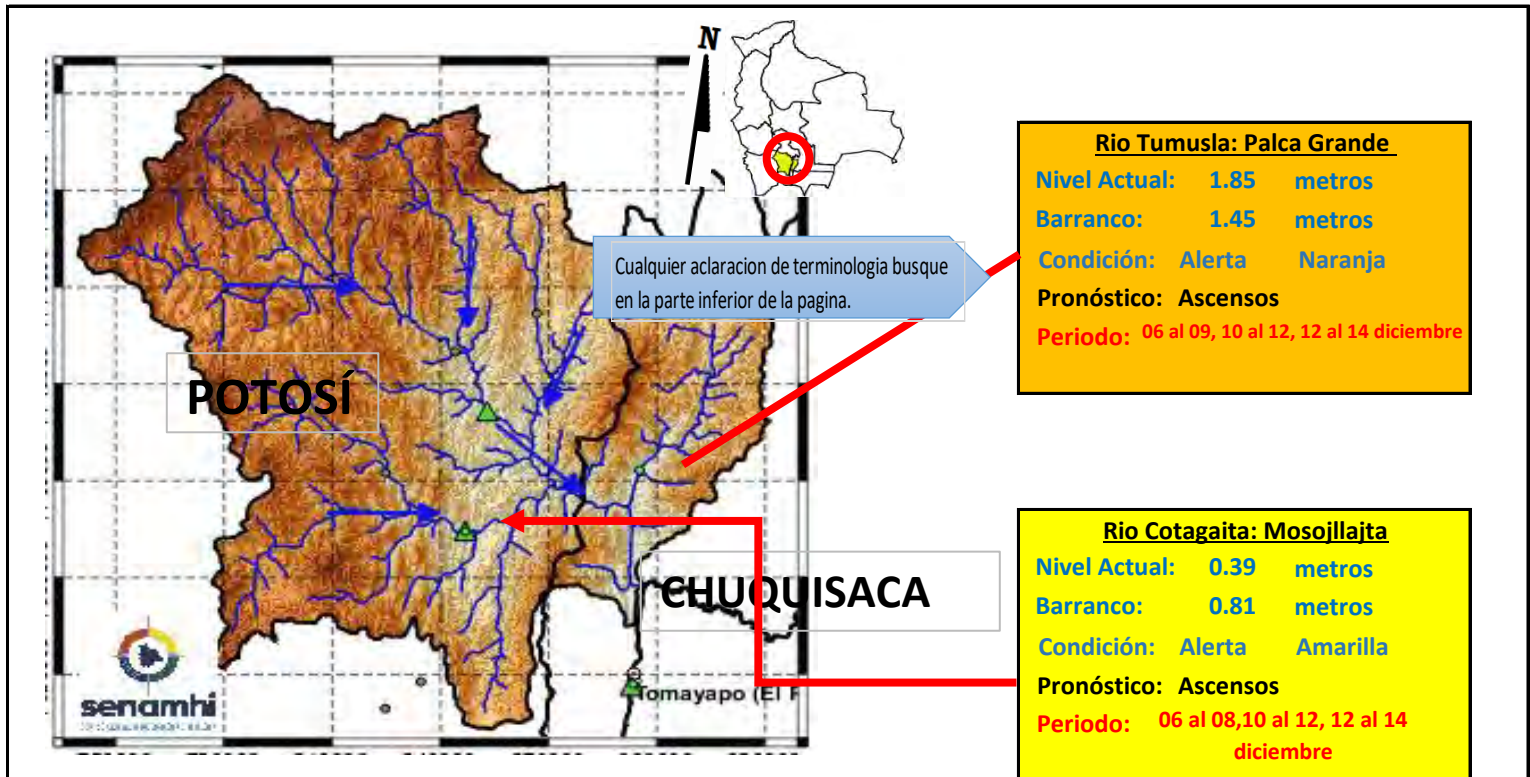 N
Rio Tumusla: Palca Grande
Nivel Actual: 1.85 metros
Barranco: 1.45 metros
Condición: Alerta Naranja
Pronóstico: Ascensos
Periodo: 06 al 09, 10 al 12, 12 al 14 diciembre
Cualquier aclaracion de terminologia busque
en la parte inferior de la pagina.
POTOSÍ
CHUQUISACA
Rio Cotagaita: Mosojllajta
Nivel Actual: 0.39 metros
Barranco: 0.81 metros
Condición: Alerta Amarilla
Pronóstico: Ascensos
Periodo: 06 al 08,10 al 12, 12 al 14
diciembre
Tomayapo (El
senamhi